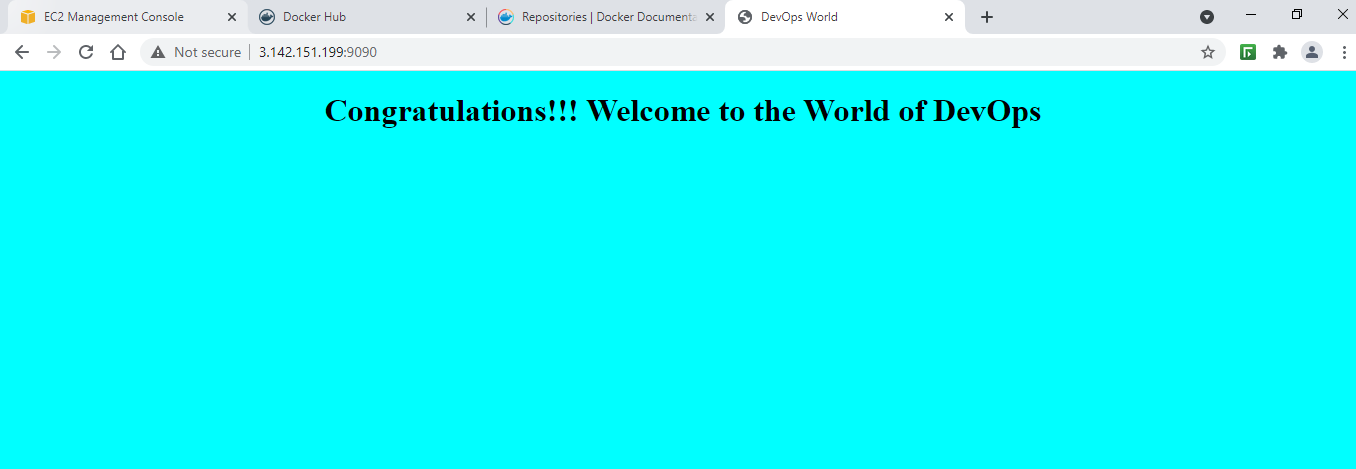 EC2 Management Console
Docker Hub
Repositories | Docker Documenta
DevOps World
Not secure
3.142.151.199:9090
Congratulations!!! Welcome to the World of DevOps